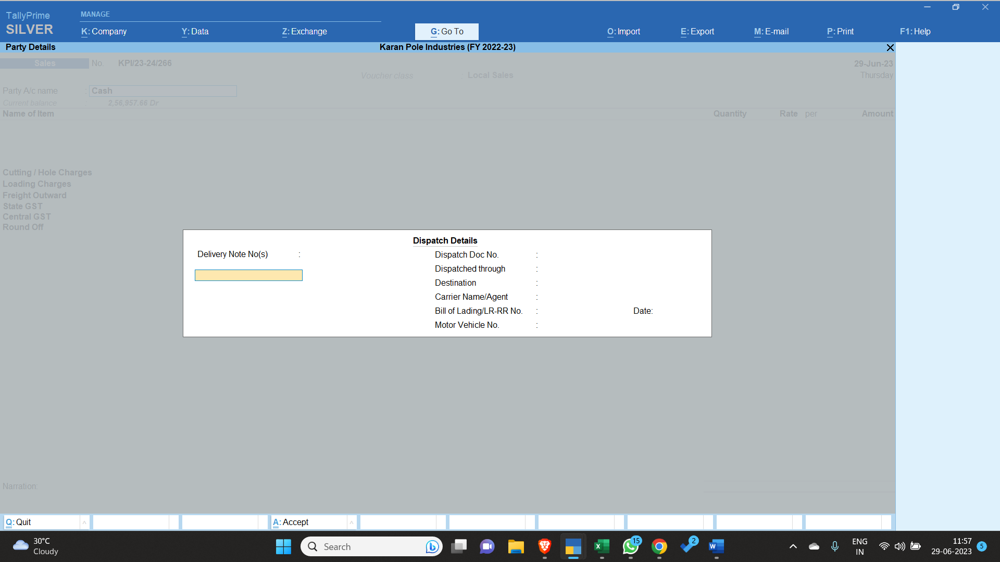 TallyPrime
SILVER
MANAGE
K: Company
Y: Data
Z: Exchange
G: Go To
O: Import
E: Export
M: E-mail
P: Print
F1: Help
Party Details
Karan Pole Industries (FY 2022-23)
Sales No. KPI/23-24/266
29-Jun-23
Voucher class : Local Sales
Thursday
Party A/c name : Cash
Current balance : 2,56,957.66 Dr
Name of Item Quantity Rate per Amount
Cutting / Hole Charges
Loading Charges
Freight Outward
State GST
Central GST
Round Off
Dispatch Details
Delivery Note No(s) :
Dispatch Doc No. :
Dispatched through :
Destination :
Carrier Name/Agent :
Bill of Lading/LR-RR No. : Date:
Motor Vehicle No. :
Narration:
Q: Quit
A: Accept
30°C
Cloudy
Search
15
2
ENG
IN
11:57
29-06-2023
5